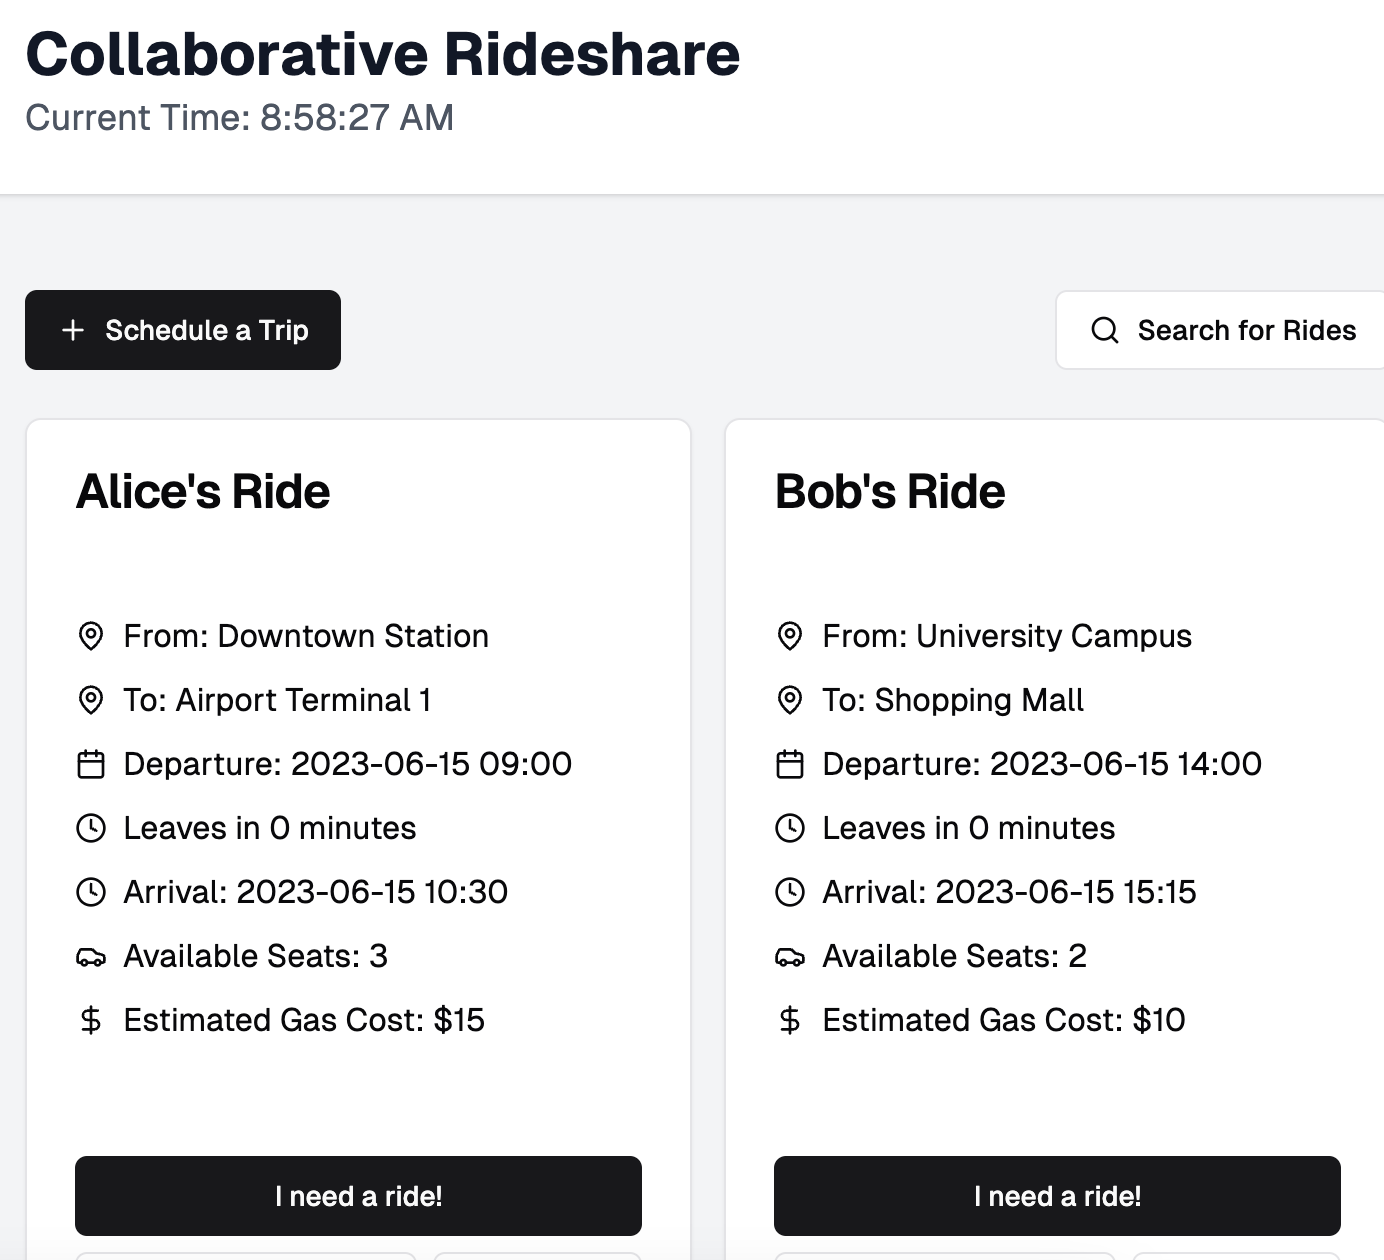 Collaborative Rideshare
Current Time: 8:58:27 AM
Schedule a Trip
Search for Rides
Alice's Ride
From: Downtown Station
To: Airport Terminal 1
Departure: 2023-06-15 09:00
Leaves in 0 minutes
Arrival: 2023-06-15 10:30
Available Seats: 3
$ Estimated Gas Cost: $15
I need a ride!
Bob's Ride
From: University Campus
To: Shopping Mall
Departure: 2023-06-15 14:00
Leaves in 0 minutes
Arrival: 2023-06-15 15:15
Available Seats: 2
$ Estimated Gas Cost: $10
I need a ride!